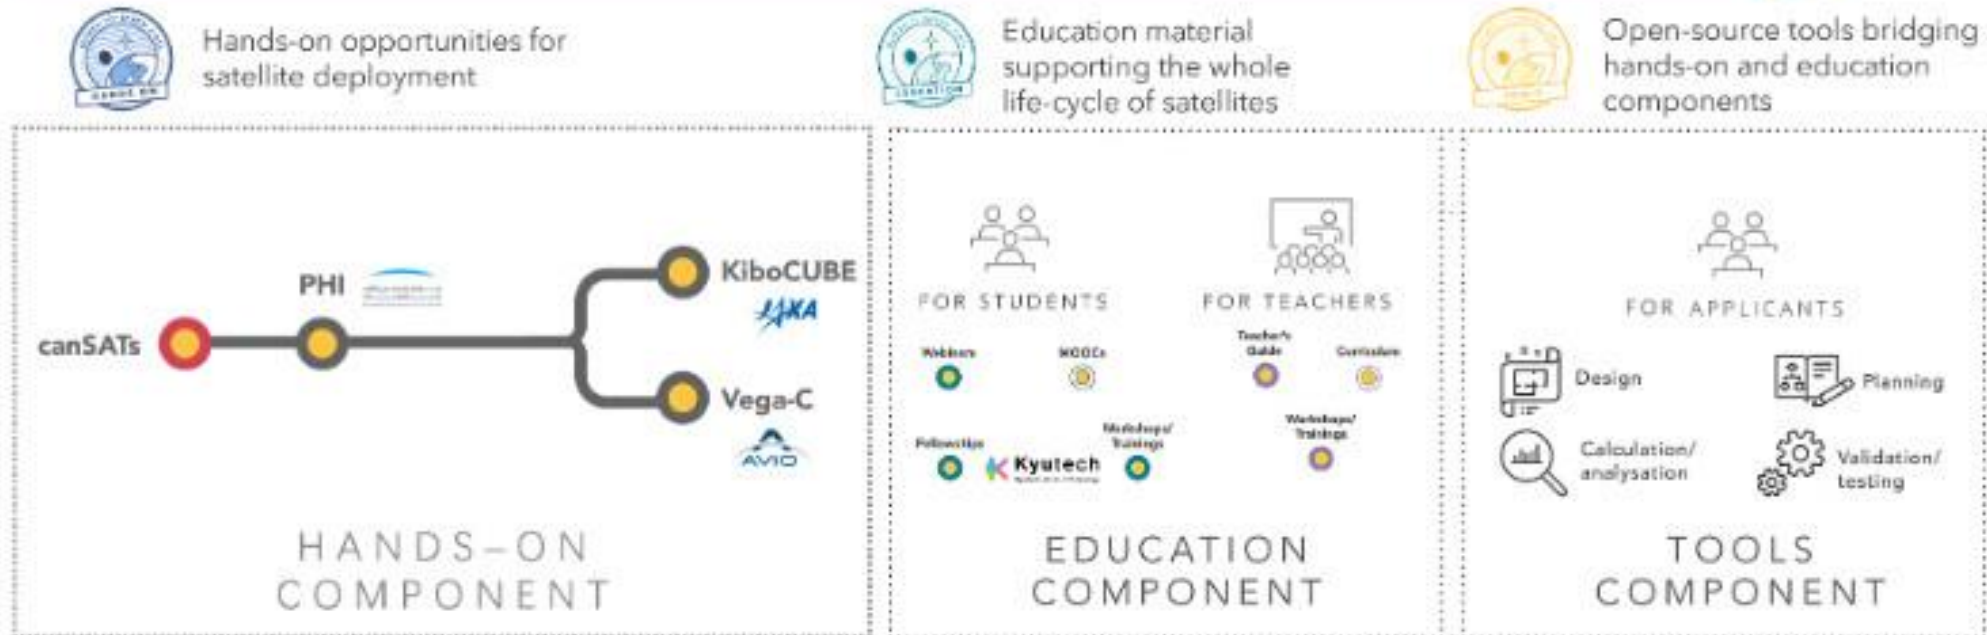 Hands-on opportunities for
satellite deployment
HANDS ON
canSATs
PHI
KiboCUBE
JAXA
Vega-C
AVIO
HANDS–ON
COMPONENT
Education material
supporting the whole
life-cycle of satellites
EDUCATION
FOR STUDENTS
Webinars
MOOCs
Fellowships
Kyutech
Workshops/
Trainings
FOR TEACHERS
Teacher's
Guide
Curriculum
Workshops/
Trainings
EDUCATION
COMPONENT
Open-source tools bridging
hands-on and education
components
FOR APPLICANTS
Design
Planning
Calculation/
analysation
Validation/
testing
TOOLS
COMPONENT